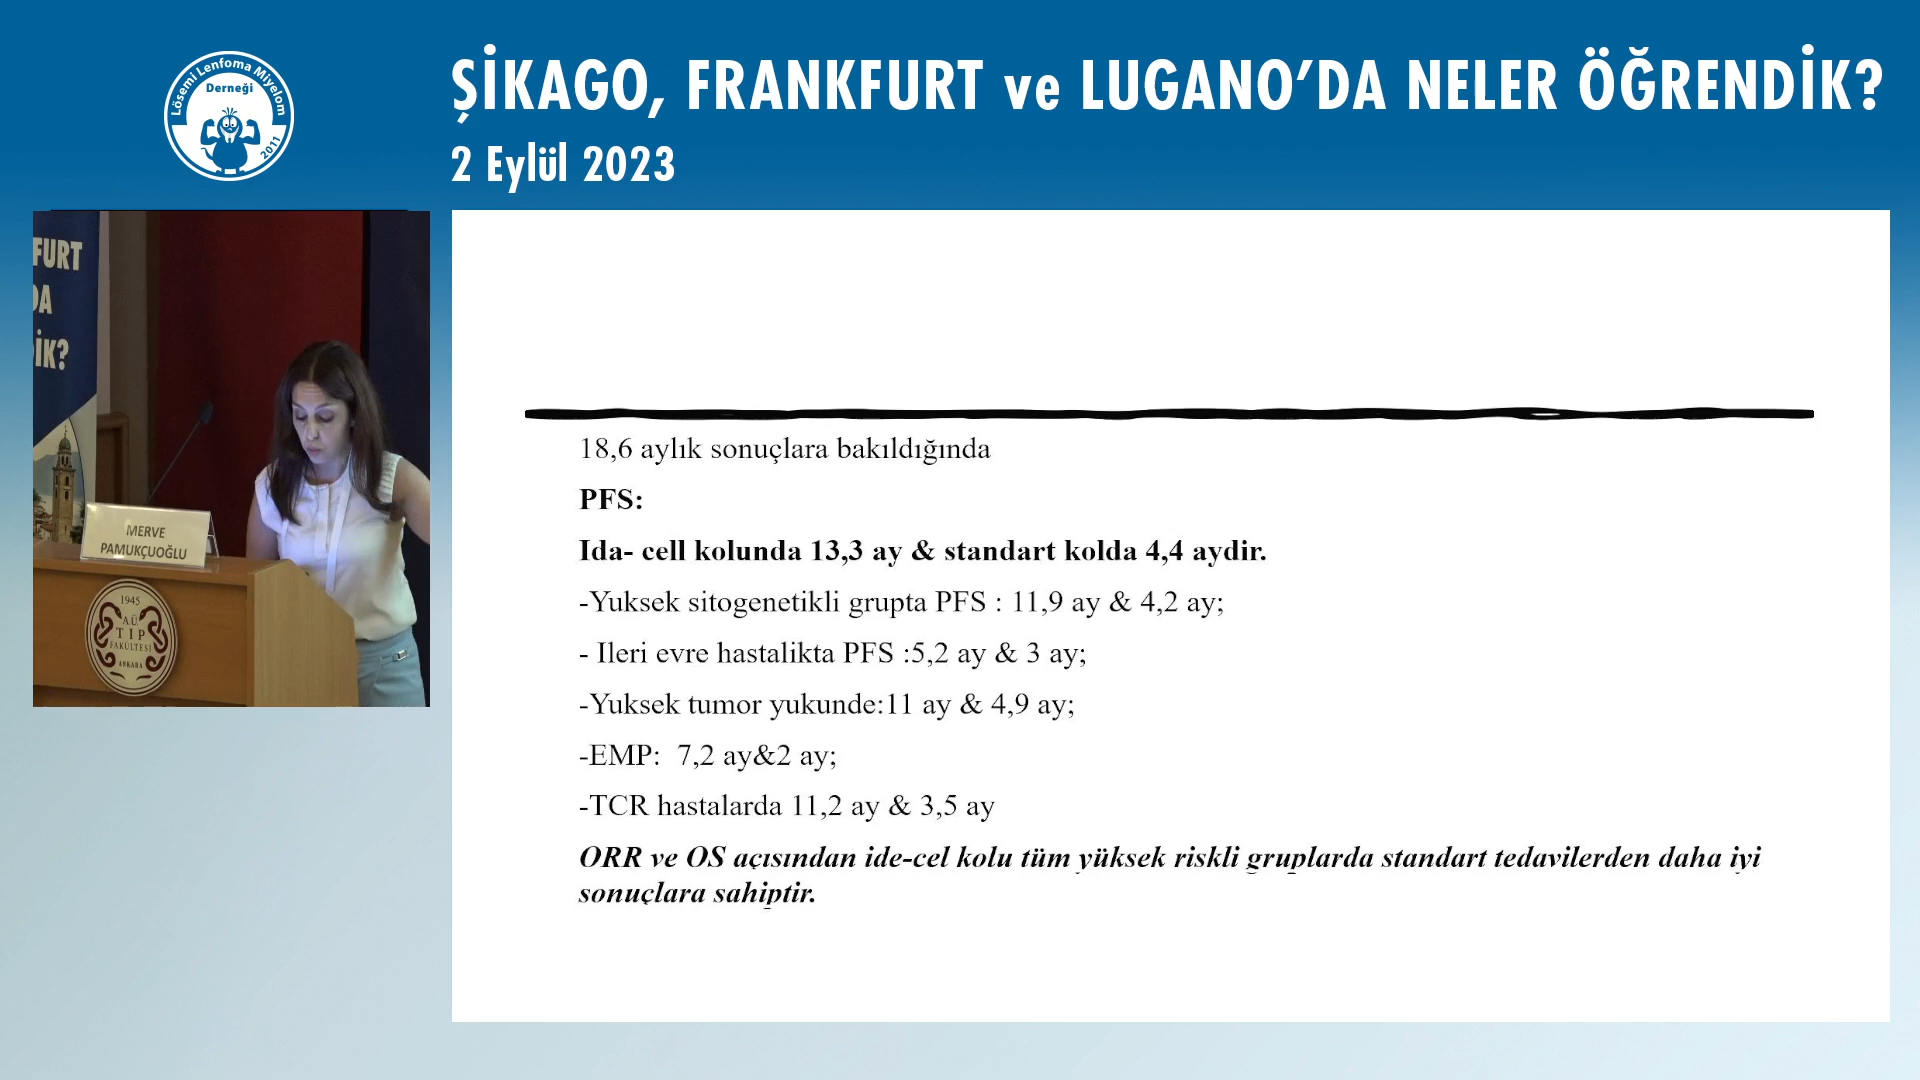 Lösemi Lenfoma Miyelom
Derneği
2011
ŞİKAGO, FRANKFURT ve LUGANO'DA NELER ÖĞRENDİK?
2 Eylül 2023
FURT
DA
İK?
MERVE
PAMUKÇUOĞLU
1945
AÜ
TIP
FAKÜLTESİ
ANKARA
18,6 aylık sonuçlara bakıldığında
PFS:
Ida- cell kolunda 13,3 ay & standart kolda 4,4 aydir.
-Yuksek sitogenetikli grupta PFS : 11,9 ay & 4,2 ay;
- Ileri evre hastalikta PFS :5,2 ay & 3 ay;
-Yuksek tumor yukunde:11 ay & 4,9 ay;
-EMP: 7,2 ay&2 ay;
-TCR hastalarda 11,2 ay & 3,5 ay
ORR ve OS açısından ide-cel kolu tüm yüksek riskli gruplarda standart tedavilerden daha iyi
sonuçlara sahiptir.